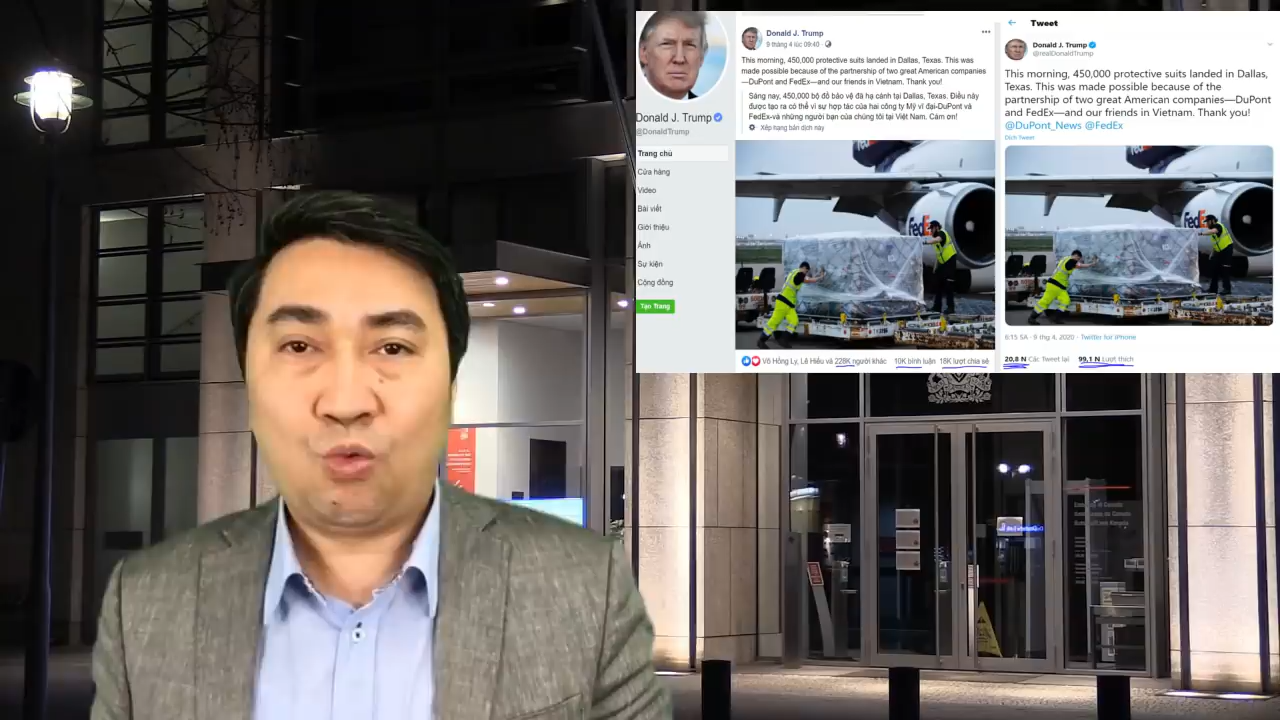 Donald J. Trump
@DonaldTrump
Trang chủ
Cửa hàng
Video
Bài viết
Giới thiệu
Ảnh
Sự kiện
Cộng đồng
Tạo Trang
Donald J. Trump
9 tháng 4 lúc 09:40
This morning, 450,000 protective suits landed in Dallas, Texas. This was
made possible because of the partnership of two great American companies
—DuPont and FedEx—and our friends in Vietnam. Thank you!
Sáng nay, 450,000 bộ đồ bảo vệ đã hạ cánh tại Dallas, Texas. Điều này
được tạo ra có thể vì sự hợp tác của hai công ty Mỹ vĩ đại-DuPont và
FedEx-và những người bạn của chúng tôi tại Việt Nam. Cảm ơn!
Xếp hạng bản dịch này
FedEx
Võ Hồng Ly, Lê Hiếu và 228K người khác 10K bình luận 18K lượt chia sẻ
Tweet
Donald J. Trump
@realDonaldTrump
This morning, 450,000 protective suits landed in Dallas,
Texas. This was made possible because of the
partnership of two great American companies—DuPont
and FedEx—and our friends in Vietnam. Thank you!
@DuPont_News @FedEx
Dịch Tweet
FedEx
6:15 SA · 9 thg 4, 2020 · Twitter for iPhone
20,8 N Các Tweet lại 99,1 N Lượt thích